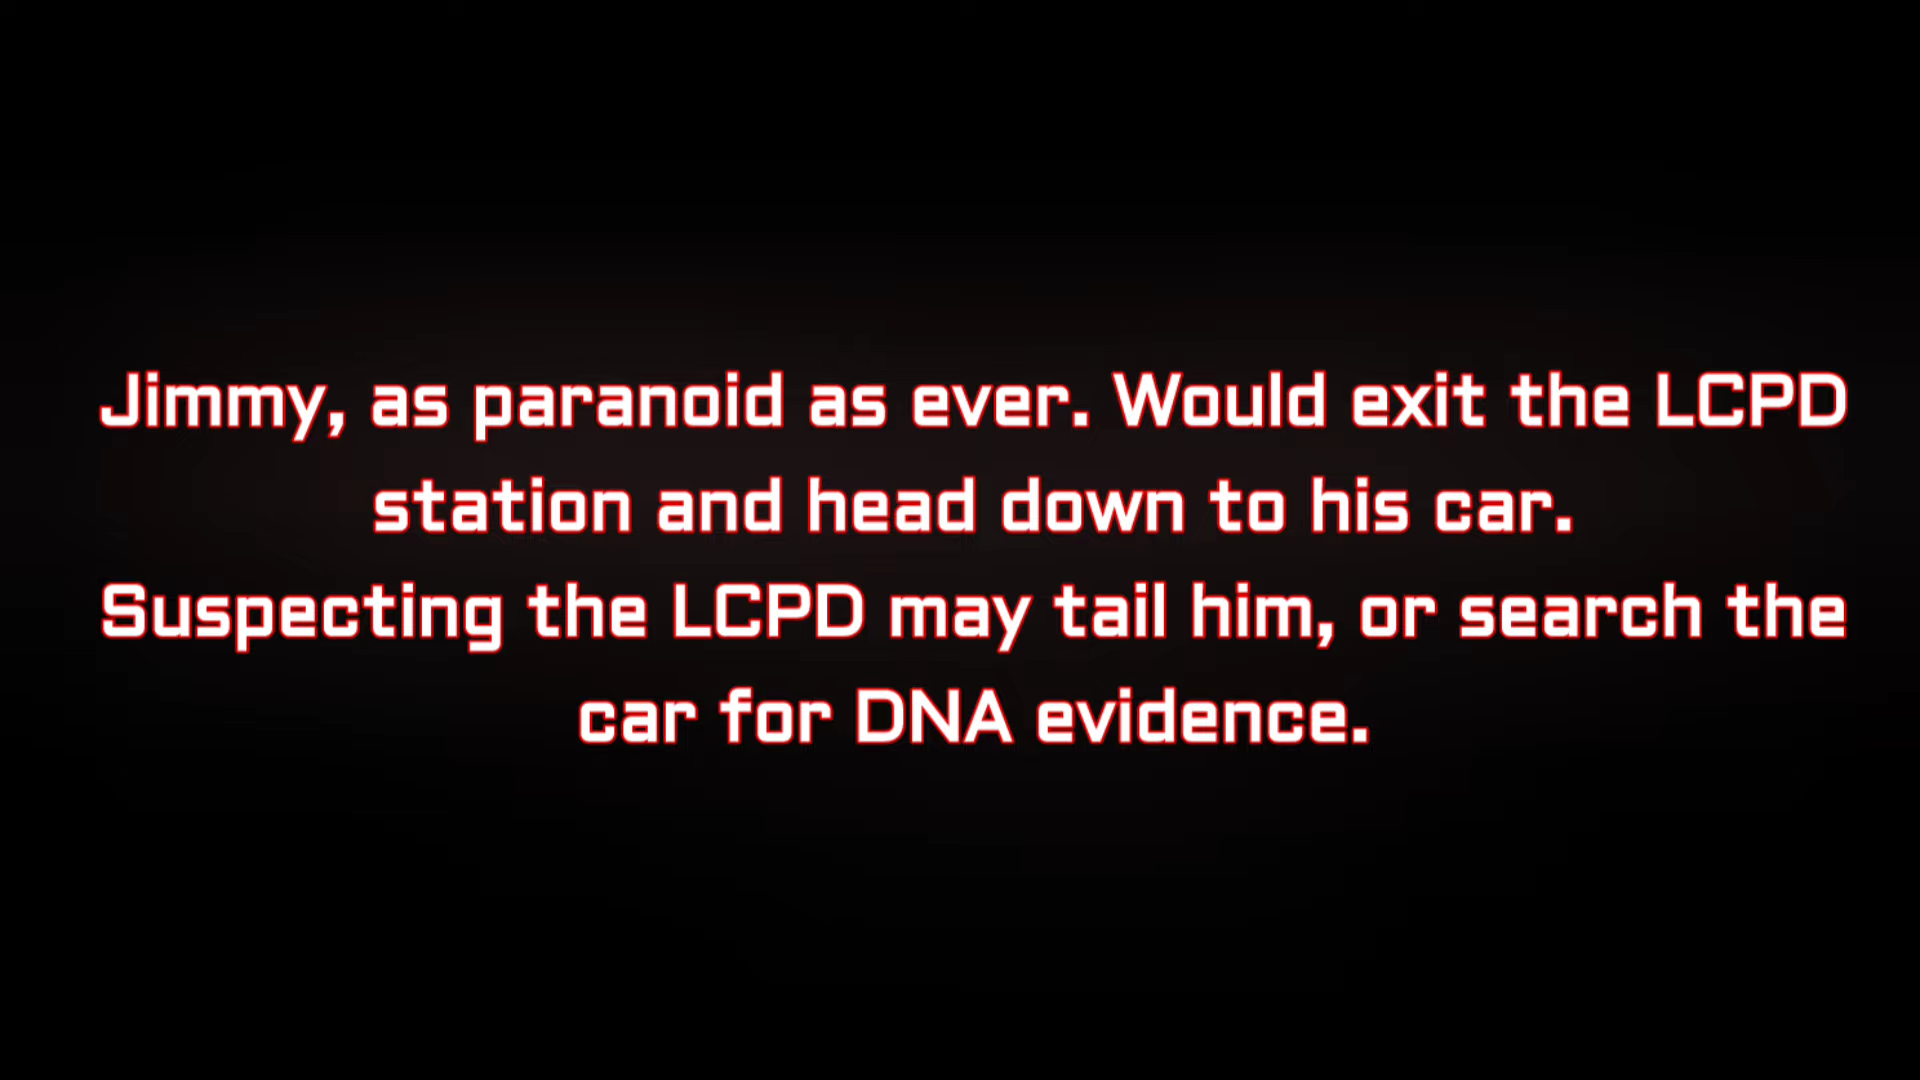 Jimmy, as paranoid as ever. Would exit the LCPD
station and head down to his car.
Suspecting the LCPD may tail him, or search the
car for DNA evidence.